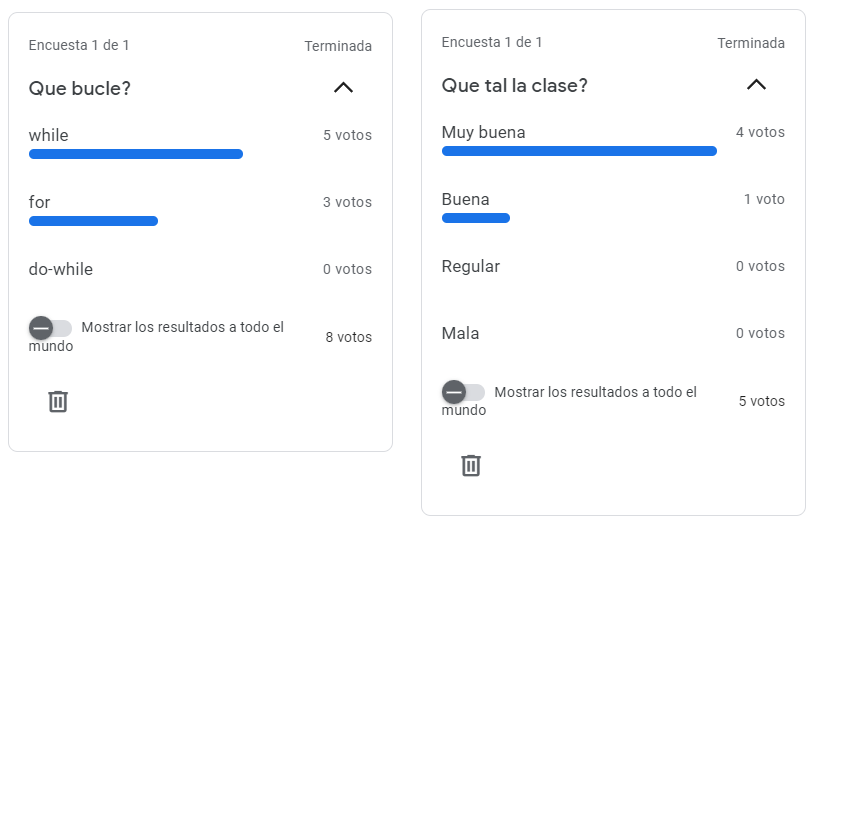 Encuesta 1 de 1
Terminada
Que bucle?
while
5 votos
for
3 votos
do-while
0 votos
Mostrar los resultados a todo el
mundo
8 votos
Encuesta 1 de 1
Terminada
Que tal la clase?
Muy buena
4 votos
Buena
1 voto
Regular
0 votos
Mala
0 votos
Mostrar los resultados a todo el
mundo
5 votos